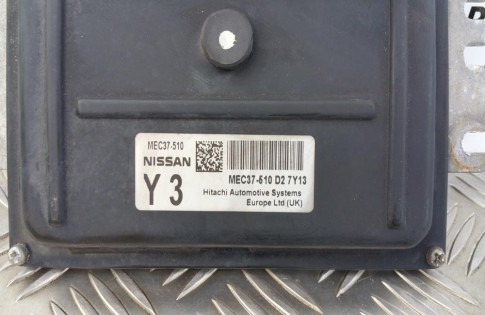 MEC37-510
NISSAN
Y 3
MEC37-510 D2 7Y13
Hitachi Automotive Systems
Europe Ltd (UK)